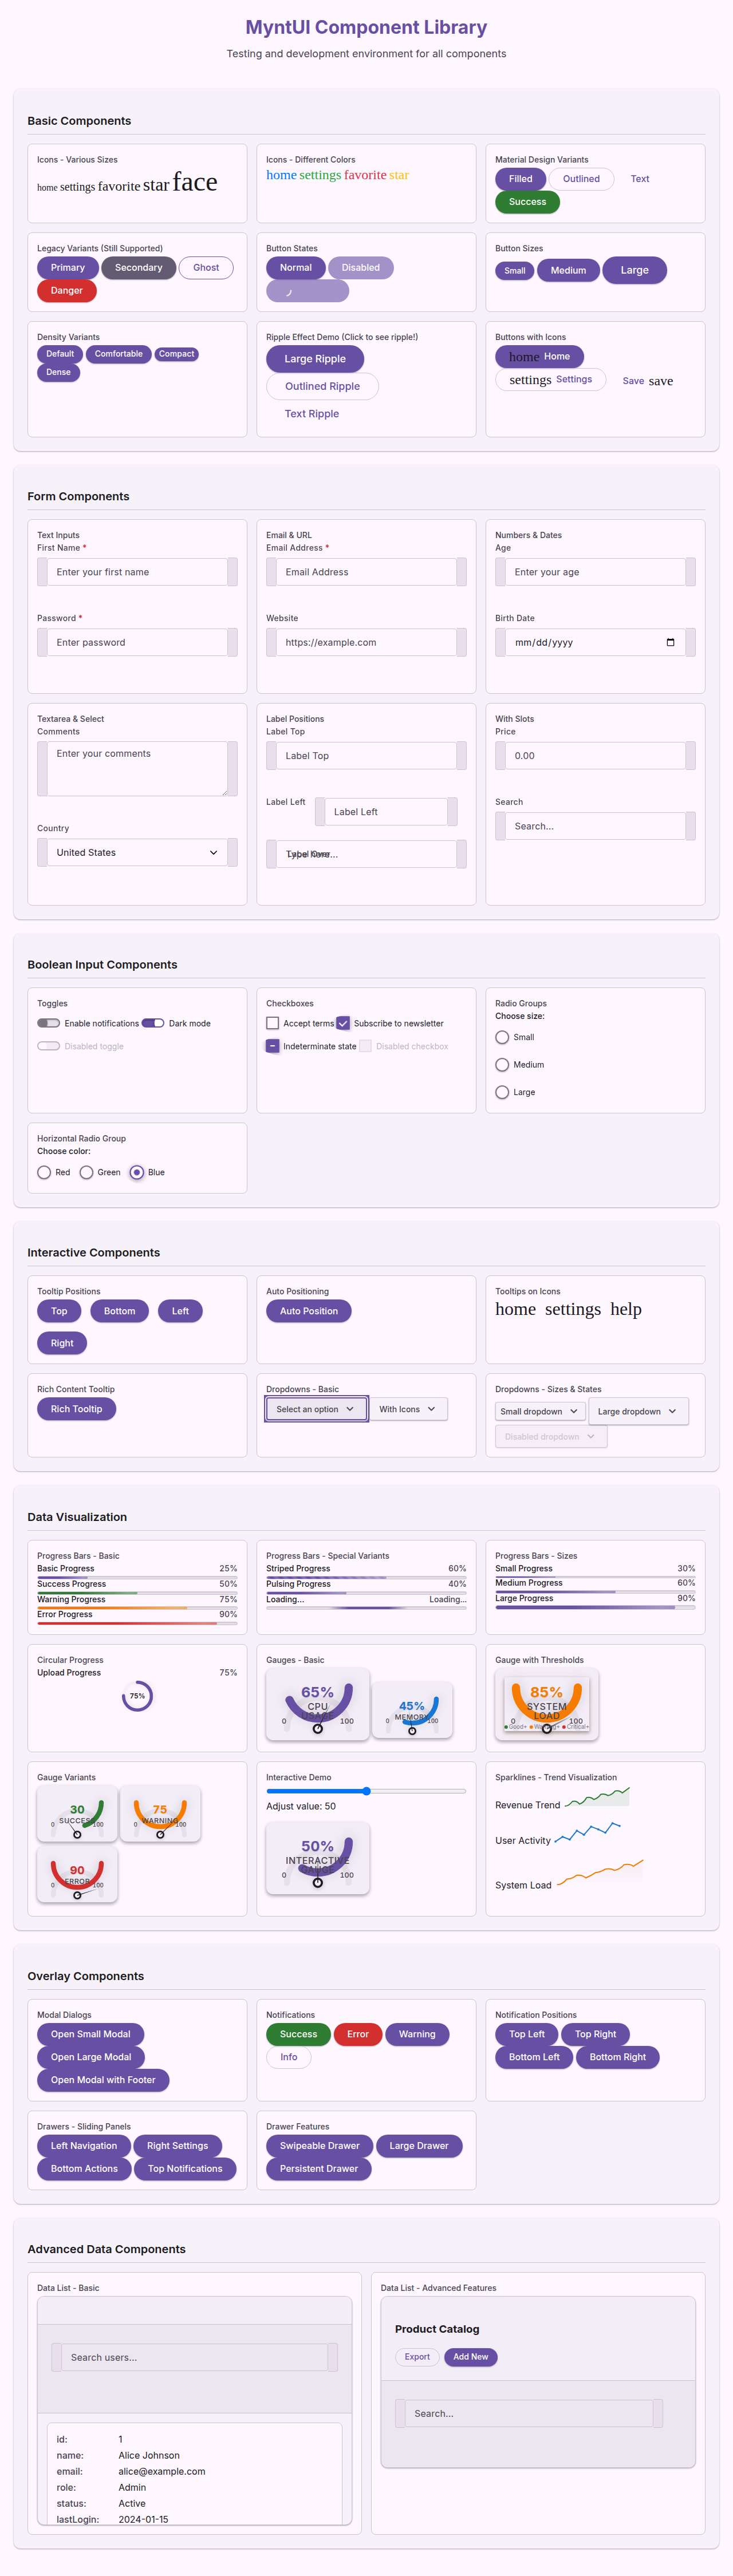 MyntUI Component Library
Testing and development environment for all components
Basic Components
Icons - Various Sizes
home settings favorite star face
Icons - Different Colors
home settings favorite star
Material Design Variants
Filled Outlined Text
Success
Legacy Variants (Still Supported)
Primary Secondary Ghost
Danger
Button States
Normal Disabled
Button Sizes
Small Medium Large
Density Variants
Default Comfortable Compact
Dense
Ripple Effect Demo (Click to see ripple!)
Large Ripple
Outlined Ripple
Text Ripple
Buttons with Icons
home Home
settings Settings Save save
Form Components
Text Inputs
First Name *
Enter your first name
Password *
Enter password
Email & URL
Email Address *
Email Address
Website
https://example.com
Numbers & Dates
Age
Enter your age
Birth Date
mm/dd/yyyy
Textarea & Select
Comments
Enter your comments
Country
United States
Label Positions
Label Top
Label Top
Label Left Label Left
With Slots
Price
0.00
Search
Search...
Boolean Input Components
Toggles
Enable notifications Dark mode
Disabled toggle
Checkboxes
Accept terms Subscribe to newsletter
Indeterminate state Disabled checkbox
Radio Groups
Choose size:
Small
Medium
Large
Horizontal Radio Group
Choose color:
Red Green Blue
Interactive Components
Tooltip Positions
Top Bottom Left
Right
Auto Positioning
Auto Position
Tooltips on Icons
home settings help
Rich Content Tooltip
Rich Tooltip
Dropdowns - Basic
Select an option With Icons
Dropdowns - Sizes & States
Small dropdown Large dropdown
Disabled dropdown
Data Visualization
Progress Bars - Basic
Basic Progress 25%
Success Progress 50%
Warning Progress 75%
Error Progress 90%
Progress Bars - Special Variants
Striped Progress 60%
Pulsing Progress 40%
Loading... Loading...
Progress Bars - Sizes
Small Progress 30%
Medium Progress 60%
Large Progress 90%
Circular Progress
Upload Progress 75%
75%
Gauges - Basic
65%
CPU
USAGE
0 100
45%
MEMORY
0 100
Gauge with Thresholds
85%
SYSTEM
LOAD
0 100
Gauge Variants
30
SUCCESS
0 100
75
WARNING
0 100
90
ERROR
0 100
Interactive Demo
Adjust value: 50
50%
INTERACTIVE
0 100
Sparklines - Trend Visualization
Revenue Trend
User Activity
System Load
Overlay Components
Modal Dialogs
Open Small Modal
Open Large Modal
Open Modal with Footer
Notifications
Success Error Warning
Info
Notification Positions
Top Left Top Right
Bottom Left Bottom Right
Drawers - Sliding Panels
Left Navigation Right Settings
Bottom Actions Top Notifications
Drawer Features
Swipeable Drawer Large Drawer
Persistent Drawer
Advanced Data Components
Data List - Basic
Search users...
id: 1
name: Alice Johnson
email: alice@example.com
role: Admin
status: Active
lastLogin: 2024-01-15
Data List - Advanced Features
Product Catalog
Export Add New
Search...